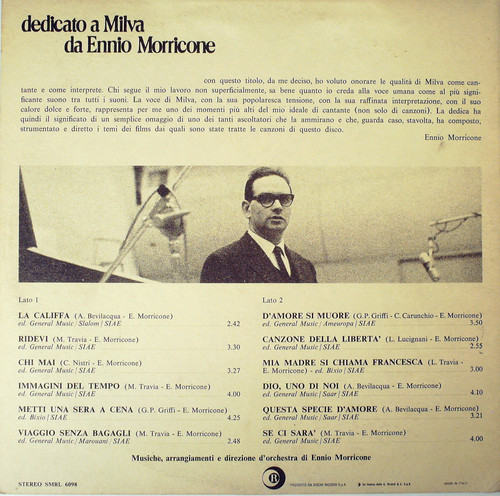 dedicato a Milva
da Ennio Morricone
con questo titolo, da me deciso, ho voluto onorare le qualità di Milva come can-
tante e come interprete. Chi segue il mio lavoro non superficialmente, sa bene quanto io creda alla voce umana come al più signi-
ficante suono tra tutti i suoni. La voce di Milva, con la sua popolaresca tensione, con la sua raffinata interpretazione, con il suo
calore dolce e forte, rappresenta per me uno dei momenti più alti del mio ideale di cantante (non solo di canzoni). La dedica ha
quindi il significato di un semplice omaggio di uno dei tanti ascoltatori che la ammirano e che, guarda caso, stavolta, ha composto,
strumentato e diretto i temi dei films dai quali sono state tratte le canzoni di questo disco.
Ennio Morricone
Lato 1
LA CALIFFA (A. Bevilacqua - E. Morricone)
ed. General Music / Slalom / SIAE 2.42
RIDEVI (M. Travia - E. Morricone)
ed. General Music / SIAE 3.30
CHI MAI (C. Nistri - E. Morricone)
ed. General Music / SIAE 3.27
IMMAGINI DEL TEMPO (M. Travia - E. Morricone)
ed. General Music / SIAE 4.00
METTI UNA SERA A CENA (G.P. Griffi - E. Morricone)
ed. Bixio / SIAE 4.25
VIAGGIO SENZA BAGAGLI (M. Travia - E. Morricone)
ed. General Music / Marouani / SIAE 2.48
Lato 2
D'AMORE SI MUORE (G.P. Griffi - C. Carunchio - E. Morricone)
ed. General Music / Ameuropa / SIAE 3.50
CANZONE DELLA LIBERTA' (L. Lucignani - E. Morricone)
ed. General Music / SIAE 2.55
MIA MADRE SI CHIAMA FRANCESCA (L. Travia -
E. Morricone) - ed. Bixio / SIAE 3.00
DIO, UNO DI NOI (A. Bevilacqua - E. Morricone)
ed. General Music / Saar / SIAE 4.10
QUESTA SPECIE D'AMORE (A. Bevilacqua - E. Morricone)
ed. General Music / Saar / SIAE 3.21
SE CI SARA' (M. Travia - E. Morricone)
ed. General Music / SIAE 4.00
Musiche, arrangiamenti e direzione d'orchestra di Ennio Morricone
STEREO SMRL 6098
R
MADE IN ITALY